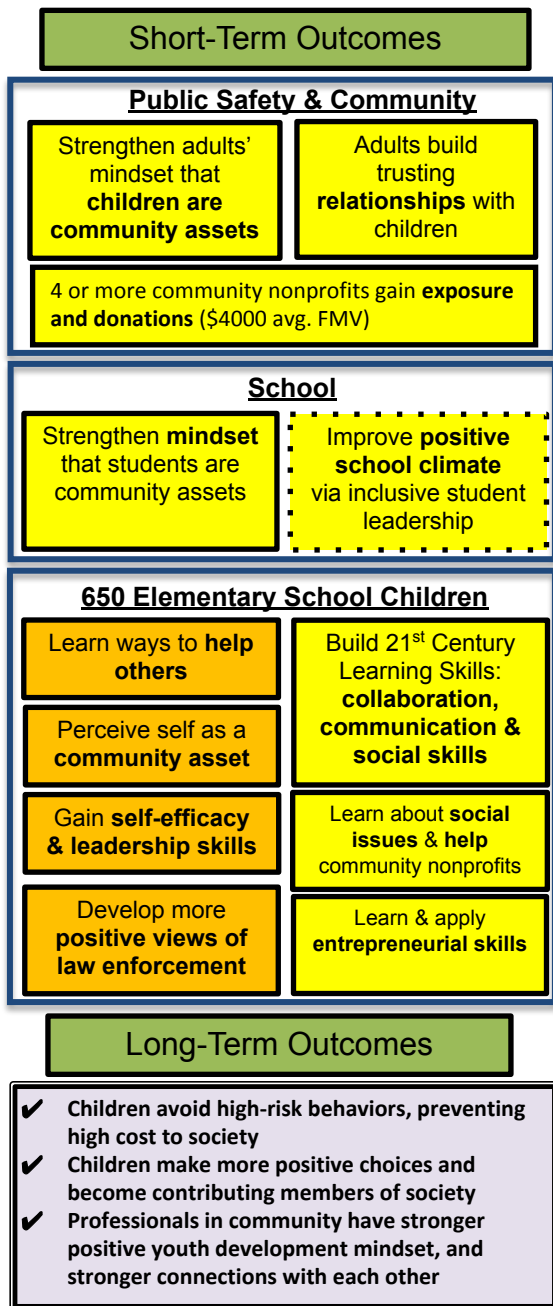 Short-Term Outcomes
Public Safety & Community
Strengthen adults’
mindset that
children are
community assets
Adults build
trusting
relationships with
children
4 or more community nonprofits gain exposure
and donations ($4000 avg. FMV)
School
Strengthen mindset
that students are
community assets
Improve positive
school climate
via inclusive student
leadership
650 Elementary School Children
Learn ways to help
others
Perceive self as a
community asset
Gain self-efficacy
& leadership skills
Develop more
positive views of
law enforcement
Build 21st Century
Learning Skills:
collaboration,
communication &
social skills
Learn about social
issues & help
community nonprofits
Learn & apply
entrepreneurial skills
Long-Term Outcomes
✔ Children avoid high-risk behaviors, preventing
high cost to society
✔ Children make more positive choices and
become contributing members of society
✔ Professionals in community have stronger
positive youth development mindset, and
stronger connections with each other